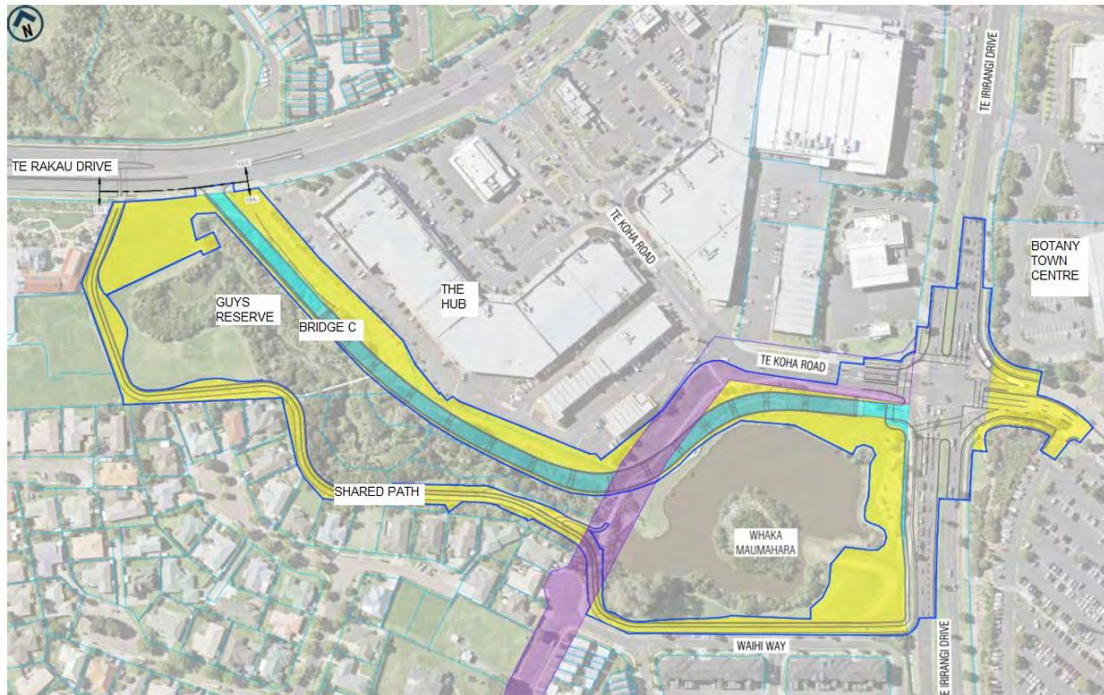 N
TE RAKAU DRIVE
TE IRIRANGI DRIVE
BOTANY
TOWN
CENTRE
TE KOHA ROAD
THE
HUB
GUYS
RESERVE
BRIDGE C
TE KOHA ROAD
SHARED PATH
WHAKA
MAUMAHARA
WAIHI WAY
TE IRIRANGI DRIVE